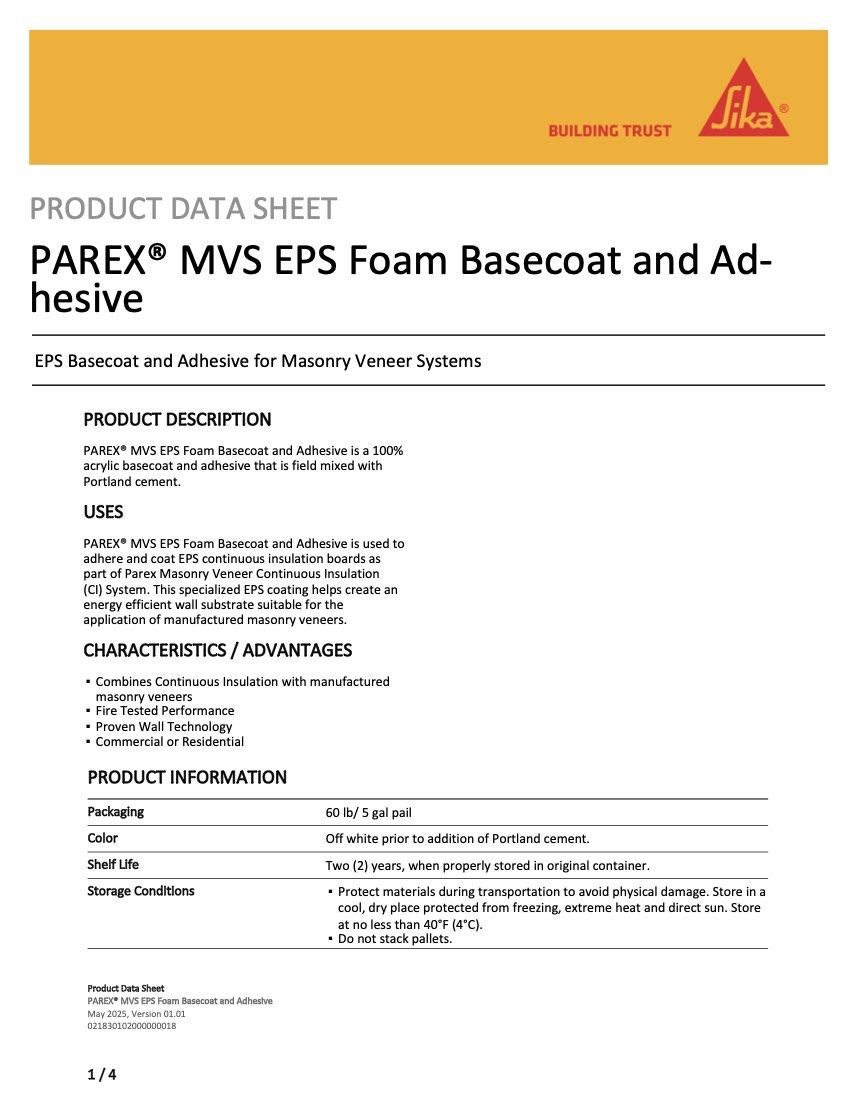 BUILDING TRUST
Sika®
PRODUCT DATA SHEET
PAREX® MVS EPS Foam Basecoat and Ad-
hesive
EPS Basecoat and Adhesive for Masonry Veneer Systems
PRODUCT DESCRIPTION
PAREX® MVS EPS Foam Basecoat and Adhesive is a 100%
acrylic basecoat and adhesive that is field mixed with
Portland cement.
USES
PAREX® MVS EPS Foam Basecoat and Adhesive is used to
adhere and coat EPS continuous insulation boards as
part of Parex Masonry Veneer Continuous Insulation
(CI) System. This specialized EPS coating helps create an
energy efficient wall substrate suitable for the
application of manufactured masonry veneers.
CHARACTERISTICS / ADVANTAGES
▪ Combines Continuous Insulation with manufactured
masonry veneers
▪ Fire Tested Performance
▪ Proven Wall Technology
▪ Commercial or Residential
PRODUCT INFORMATION
Packaging 60 lb/ 5 gal pail
Color Off white prior to addition of Portland cement.
Shelf Life Two (2) years, when properly stored in original container.
Storage Conditions ▪ Protect materials during transportation to avoid physical damage. Store in a
cool, dry place protected from freezing, extreme heat and direct sun. Store
at no less than 40°F (4°C).
▪ Do not stack pallets.
Product Data Sheet
PAREX® MVS EPS Foam Basecoat and Adhesive
May 2025, Version 01.01
021830102000000018
1 / 4